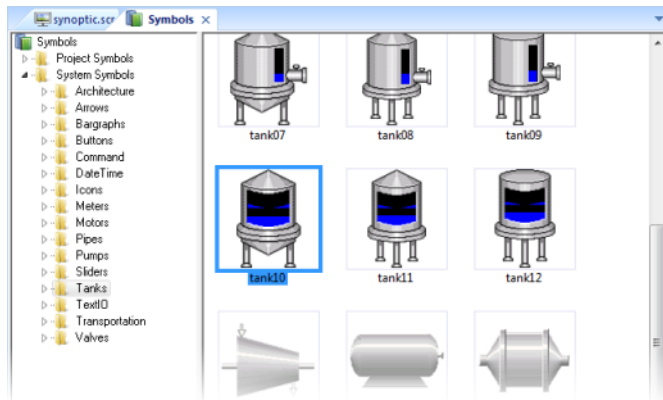 synoptic.scr
Symbols
Symbols
Project Symbols
System Symbols
Architecture
Arrows
Bargraphs
Buttons
Command
DateTime
Icons
Meters
Motors
Pipes
Pumps
Sliders
Tanks
TextIO
Transportation
Valves
tank07 tank08 tank09
tank10 tank11 tank12